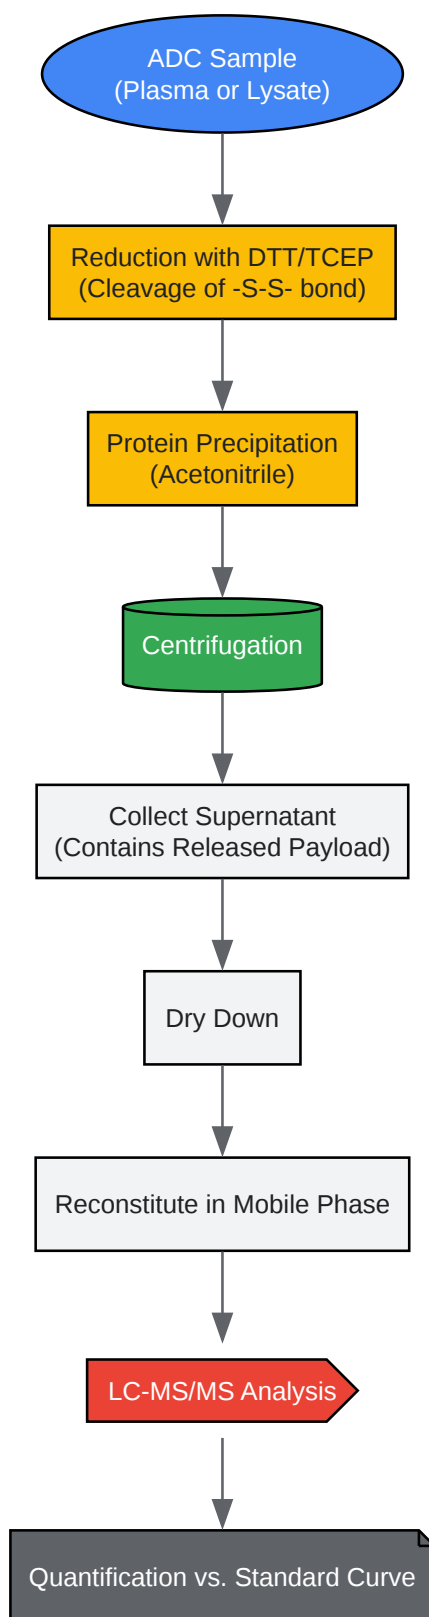 ADC Sample
(Plasma or Lysate)
Reduction with DTT/TCEP
(Cleavage of -S-S- bond)
Protein Precipitation
(Acetonitrile)
Centrifugation
Collect Supernatant
(Contains Released Payload)
Dry Down
Reconstitute in Mobile Phase
LC-MS/MS Analysis
Quantification vs. Standard Curve